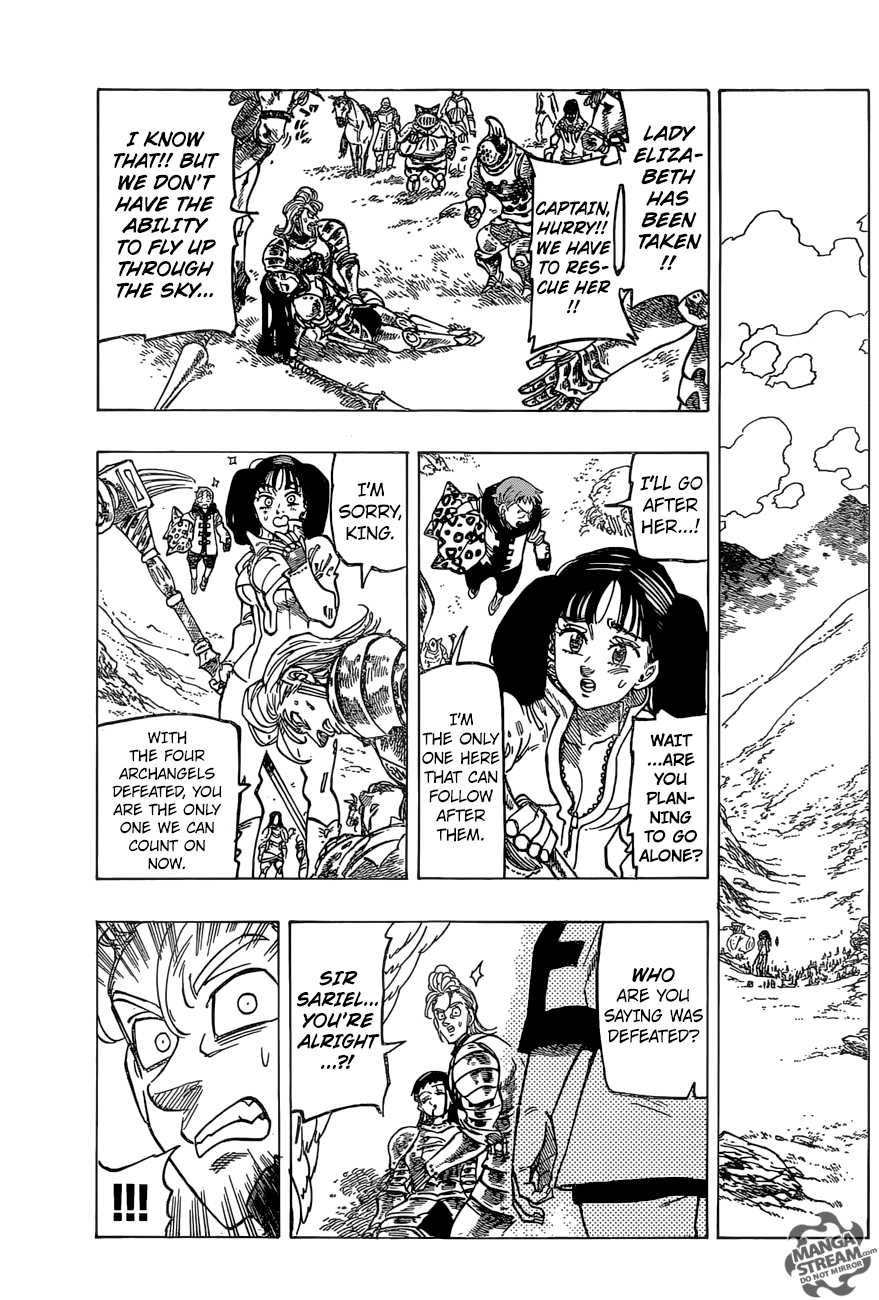 LADY
ELIZA-
BETH
HAS
BEEN
TAKEN
!!
CAPTAIN,
HURRY!!
WE HAVE
TO RES-
CUE HER
!!
I KNOW
THAT!! BUT
WE DON'T
HAVE THE
ABILITY
TO FLY UP
THROUGH
THE SKY...
I'LL GO
AFTER
HER....!
WAIT
...ARE
YOU
PLAN-
NING
TO GO
ALONE?
I'M
THE ONLY
ONE HERE
THAT CAN
FOLLOW
AFTER
THEM.
I'M
SORRY,
KING.
WITH
THE FOUR
ARCHANGELS
DEFEATED, YOU
ARE THE ONLY
ONE WE CAN
COUNT ON
NOW.
WHO
ARE YOU
SAYING WAS
DEFEATED?
SIR
SARIEL...
YOU'RE
ALRIGHT
...?!
!!!
MANGA
STREAM.com
DO NOT MIRROR!